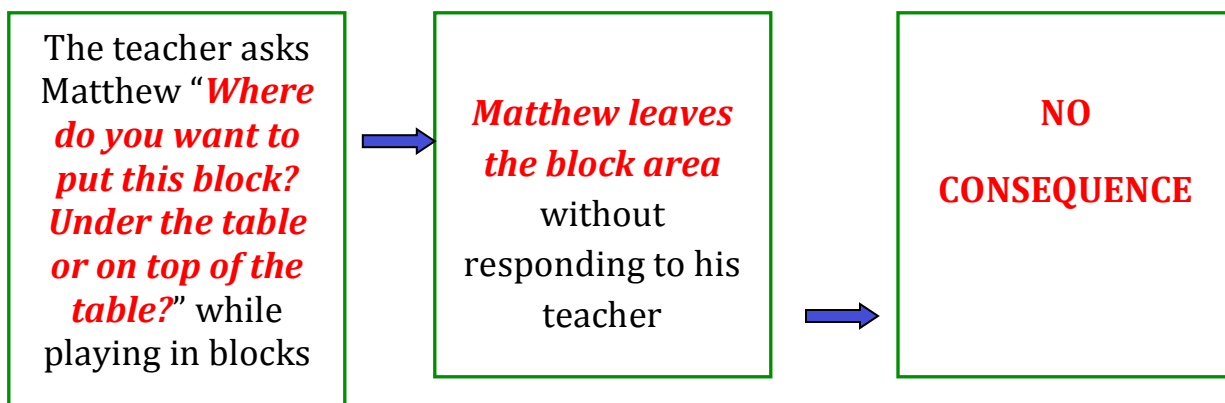 The teacher asks
Matthew “Where
do you want to
put this block?
Under the table
or on top of the
table?” while
playing in blocks
Matthew leaves
the block area
without
responding to his
teacher
NO
CONSEQUENCE